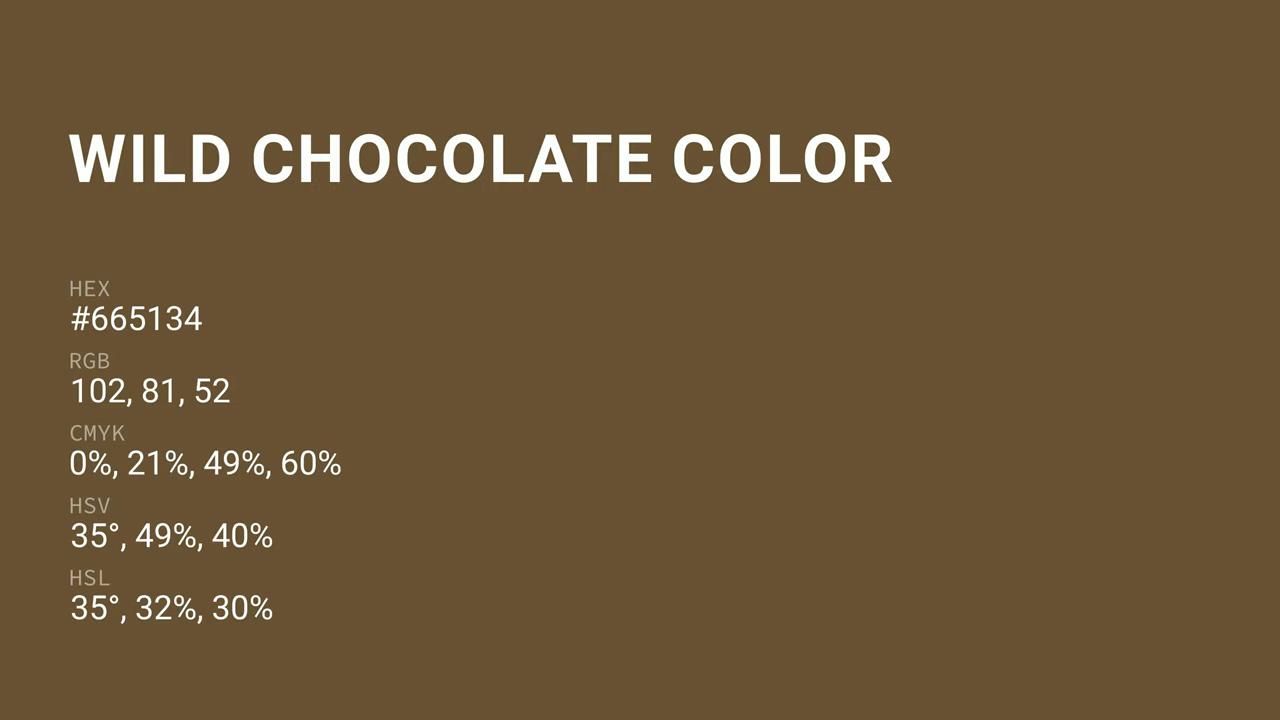 WILD CHOCOLATE COLOR
HEX
#665134
RGB
102, 81, 52
CMYK
0%, 21%, 49%, 60%
HSV
35°, 49%, 40%
HSL
35°, 32%, 30%